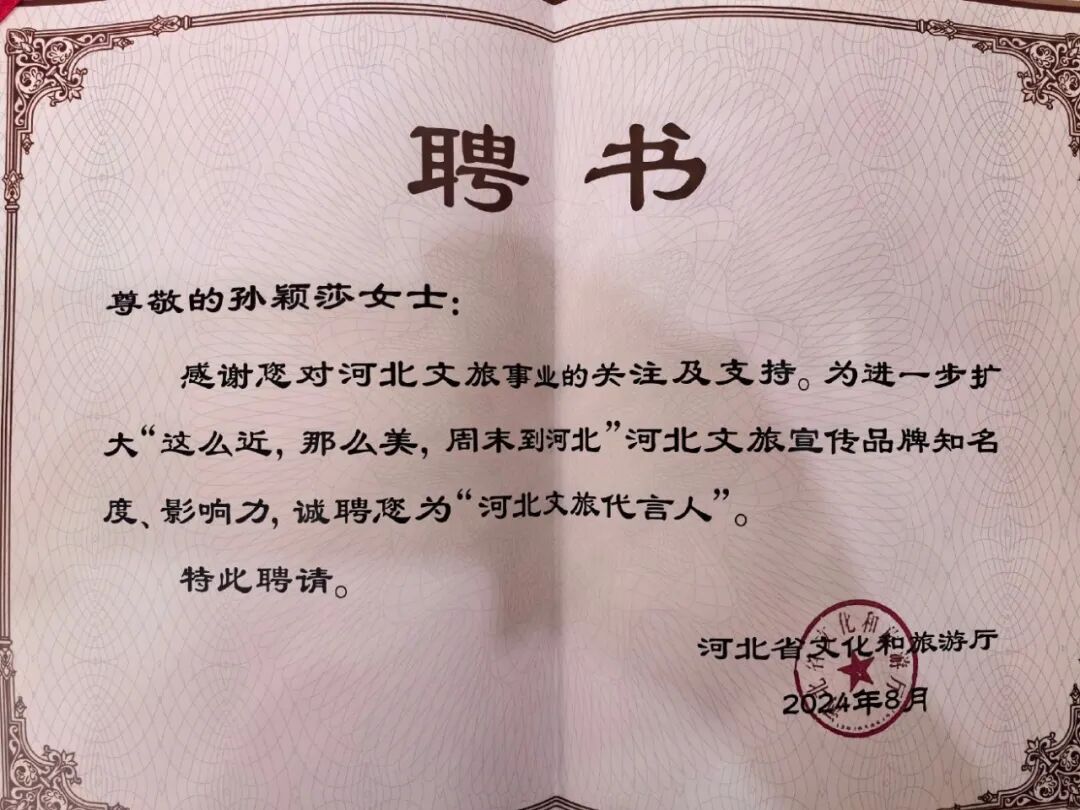 聘书
尊敬的孙颖莎女士：
感谢您对河北文旅事业的关注及支持。为进一步扩
大“这么近，那么美，周末到河北”河北文旅宣传品牌知名
度、影响力，诚聘您为“河北文旅代言人”。
特此聘请。
河北省文化和旅游厅
2024年8月